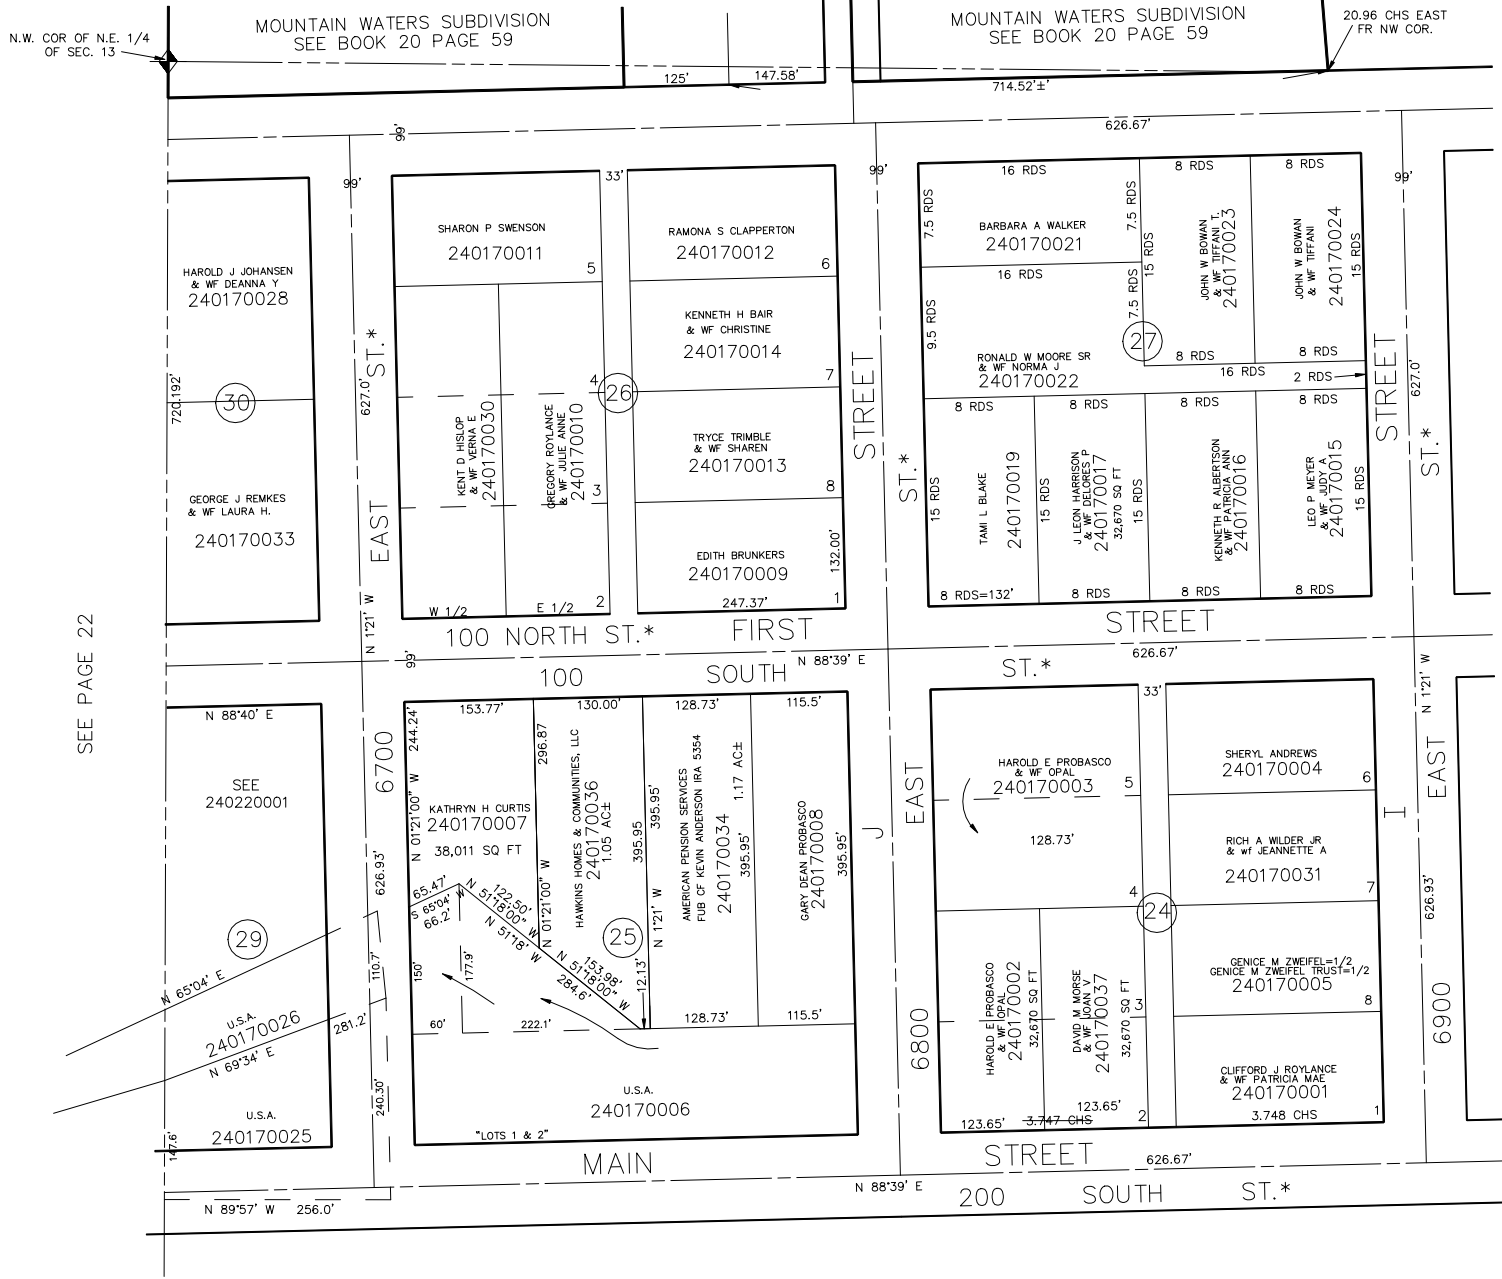 MOUNTAIN WATERS SUBDIVISION
SEE BOOK 20 PAGE 59
MOUNTAIN WATERS SUBDIVISION
SEE BOOK 20 PAGE 59
20.96 CHS EAST
FR NW COR.
N.W. COR OF N.E. 1/4
OF SEC. 13
125'
147.58'
714.52'±
99'
626.67'
99'
33'
99'
99'
HAROLD J JOHANSEN
& WF DEANNA Y
240170028
720.192'
30
GEORGE J REMKES
& WF LAURA H.
240170033
SEE PAGE 22
ST.*
627.0'
EAST
N 1°21' W
SHARON P SWENSON
240170011
5
RAMONA S CLAPPERTON
240170012
6
KENNETH H BAIR
& WF CHRISTINE
240170014
7
4
26
KENT D HISLOP
& WF VERNA E
240170030
GREGORY ROYLANCE
& WF JULIE ANNE
240170010
3
TRYCE TRIMBLE
& WF SHAREN
240170013
8
EDITH BRUNKERS
240170009
132.00'
W 1/2
E 1/2
2
247.37'
1
STREET
ST.*
16 RDS
8 RDS
8 RDS
7.5 RDS
7.5 RDS
BARBARA A WALKER
240170021
15 RDS
JOHN W BOWAN
& WF TIFFANI T.
240170023
JOHN W BOWAN
& WF TIFFANI
240170024
15 RDS
16 RDS
7.5 RDS
9.5 RDS
27
RONALD W MOORE SR
& WF NORMA J
240170022
8 RDS
8 RDS
16 RDS
2 RDS
8 RDS
8 RDS
8 RDS
8 RDS
15 RDS
TAMI L BLAKE
240170019
15 RDS
J LEON HARRISON
& WF DELORES P
240170017
32,670 SQ FT
15 RDS
KENNETH R ALBERTSON
& WF PATRICIA ANN
240170016
LEO P MEYER
& WF JUDY A
240170015
15 RDS
8 RDS=132'
8 RDS
8 RDS
8 RDS
STREET
627.0'
ST.*
100 NORTH ST.*
FIRST
STREET
99'
100
SOUTH
N 88°39' E
ST.*
626.67'
N 1°21' W
N 88°40' E
SEE
240220001
29
N 65°04' E
U.S.A.
240170026
281.2'
N 69°34' E
U.S.A.
240170025
147.6'
6700
626.93'
110.7'
240.30'
153.77'
130.00'
128.73'
115.5'
244.24'
N 01°21'00" W
KATHRYN H CURTIS
240170007
38,011 SQ FT
296.87
N 01°21'00" W
HAWKINS HOMES & COMMUNITIES, LLC
240170036
1.05 AC±
395.95
395.95'
N 1°21' W
AMERICAN PENSION SERVICES
FUB CF KEVIN ANDERSON IRA 5354
240170034
1.17 AC±
395.95'
GARY DEAN PROBASCO
240170008
395.95'
65.47'
S 65°04' W
66.2'
122.50'
N 51°18'00" W
N 51°18' W
25
153.98'
N 51°18'00" W
284.6'
12.13'
150'
177.9'
60'
222.1'
128.73'
115.5'
U.S.A.
240170006
"LOTS 1 & 2"
J
EAST
6800
33'
HAROLD E PROBASCO
& WF OPAL
240170003
5
128.73'
4
24
SHERYL ANDREWS
240170004
6
RICH A WILDER JR
& wf JEANNETTE A
240170031
7
HAROLD E PROBASCO
& WF OPAL
240170002
32,670 SQ FT
DAVID M MORSE
& WF JOAN V
240170037
32,670 SQ FT
3
GENICE M ZWEIFEL=1/2
GENICE M ZWEIFEL TRUST=1/2
240170005
8
CLIFFORD J ROYLANCE
& WF PATRICIA MAE
240170001
123.65'
3.747 CHS
123.65'
2
3.748 CHS
1
I
EAST
626.93'
6900
MAIN
STREET
626.67'
N 88°39' E
200
SOUTH
ST.*
N 89°57' W
256.0'